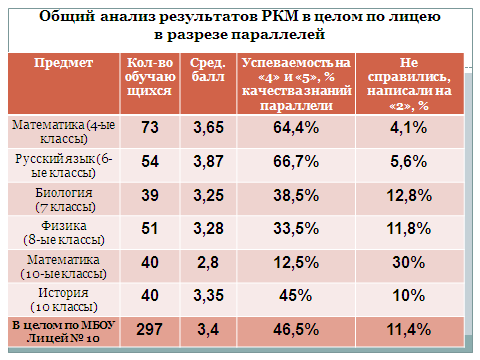 Общий анализ результатов РКМ в целом по лицею
в разрезе параллелей
Предмет
Кол-во
обучаю
щихся
Сред.
балл
Успеваемость на
«4» и «5», %
качества знаний
параллели
Не
справились,
написали на
«2», %
Математика (4-ые
классы)
73
3,65
64,4%
4,1%
Русский язык (6-
ые классы)
54
3,87
66,7%
5,6%
Биология
(7 классы)
39
3,25
38,5%
12,8%
Физика
(8-ые классы)
51
3,28
33,5%
11,8%
Математика
(10-ые классы)
40
2,8
12,5%
30%
История
(10 классы)
40
3,35
45%
10%
В целом по МБОУ
Лицей № 10
297
3,4
46,5%
11,4%